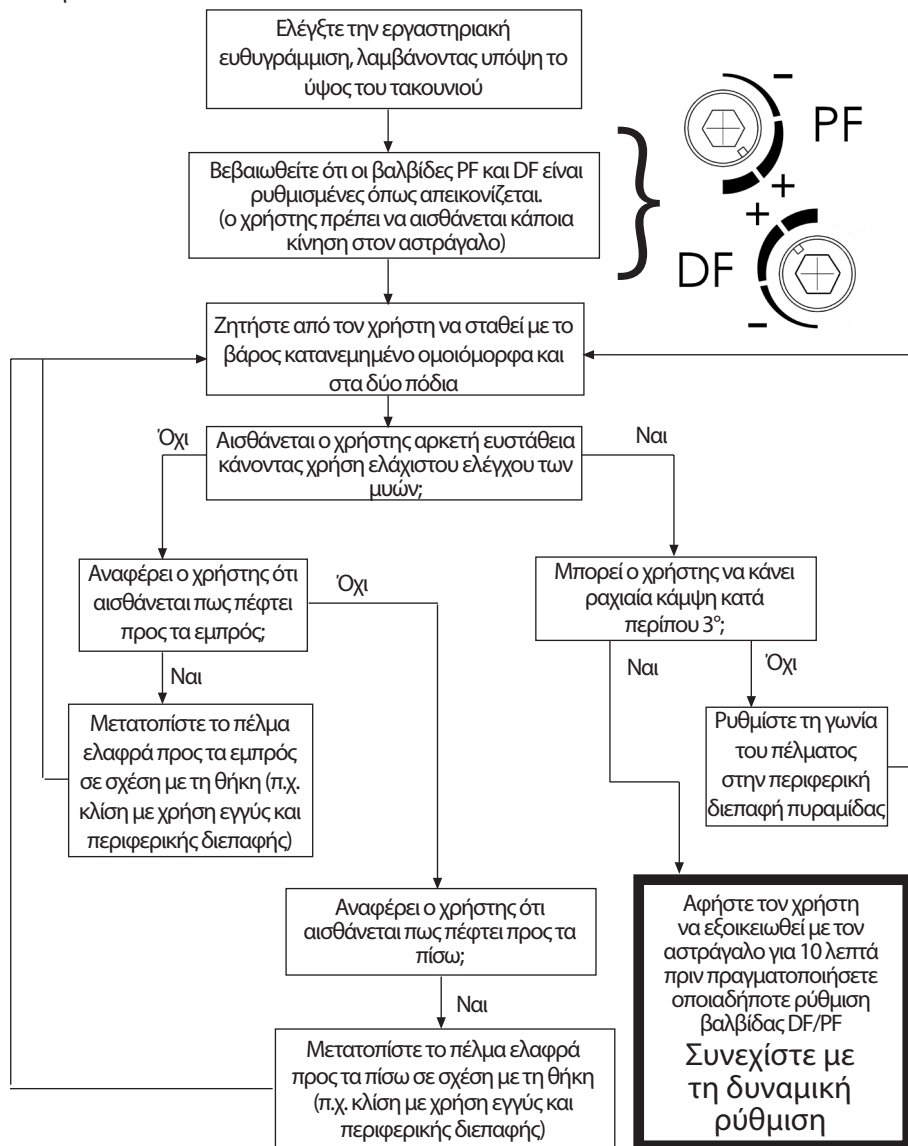 Ελέγξτε την εργαστηριακή
ευθυγράμμιση, λαμβάνοντας υπόψη το
ύψος του τακουνιού
Βεβαιωθείτε ότι οι βαλβίδες PF και DF είναι
ρυθμισμένες όπως απεικονίζεται.
(ο χρήστης πρέπει να αισθάνεται κάποια
κίνηση στον αστράγαλο)
-
PF
+
+
DF
-
Ζητήστε από τον χρήστη να σταθεί με το
βάρος κατανεμημένο ομοιόμορφα και
στα δύο πόδια
Όχι
Αισθάνεται ο χρήστης αρκετή ευστάθεια
κάνοντας χρήση ελάχιστου ελέγχου των
μυών;
Ναι
Αναφέρει ο χρήστης ότι
αισθάνεται πως πέφτει
προς τα εμπρός;
Όχι
Μπορεί ο χρήστης να κάνει
ραχιαία κάμψη κατά
περίπου 3°;
Ναι
Ναι
Όχι
Μετατοπίστε το πέλμα
ελαφρά προς τα εμπρός
σε σχέση με τη θήκη (π.χ.
κλίση με χρήση εγγύς και
περιφερικής διεπαφής)
Ρυθμίστε τη γωνία
του πέλματος
στην περιφερική
διεπαφή πυραμίδας
Αναφέρει ο χρήστης ότι
αισθάνεται πως πέφτει προς τα
πίσω;
Ναι
Μετατοπίστε το πέλμα ελαφρά
προς τα πίσω σε σχέση με τη θήκη
(π.χ. κλίση με χρήση εγγύς και
περιφερικής διεπαφής)
Αφήστε τον χρήστη
να εξοικειωθεί με τον
αστράγαλο για 10 λεπτά
πριν πραγματοποιήσετε
οποιαδήποτε ρύθμιση
βαλβίδας DF/PF
Συνεχίστε με
τη δυναμική
ρύθμιση